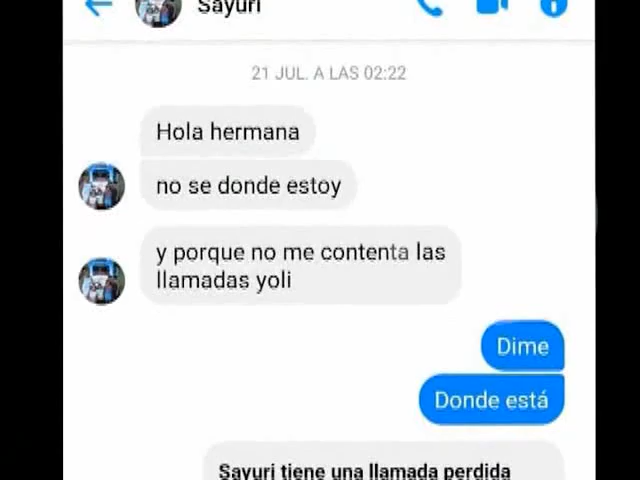 Sayuri
21 JUL. A LAS 02:22
Hola hermana
no se donde estoy
y porque no me contenta las
llamadas yoli
Dime
Donde está
Sayuri tiene una llamada perdida